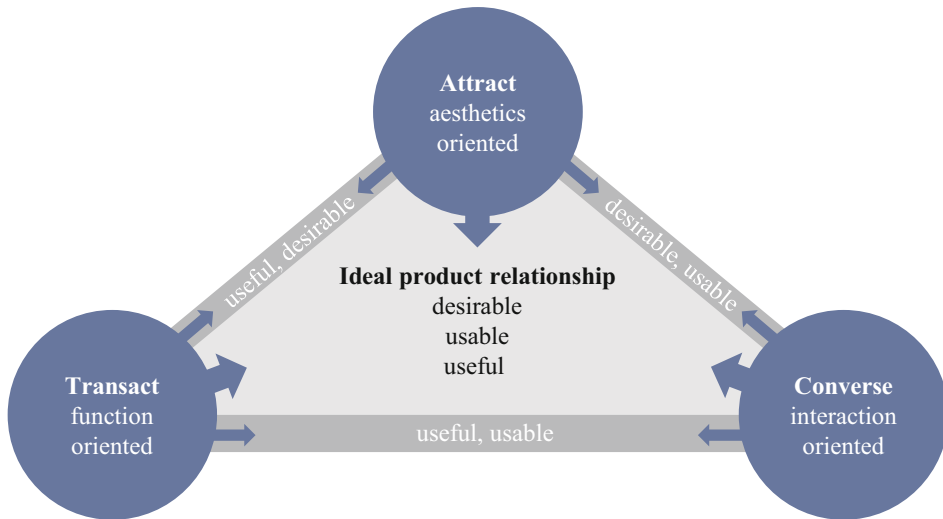 Attract
aesthetics
oriented
useful, desirable
desirable, usable
Ideal product relationship
desirable
usable
useful
Transact
function
oriented
Converse
interaction
oriented
useful, usable